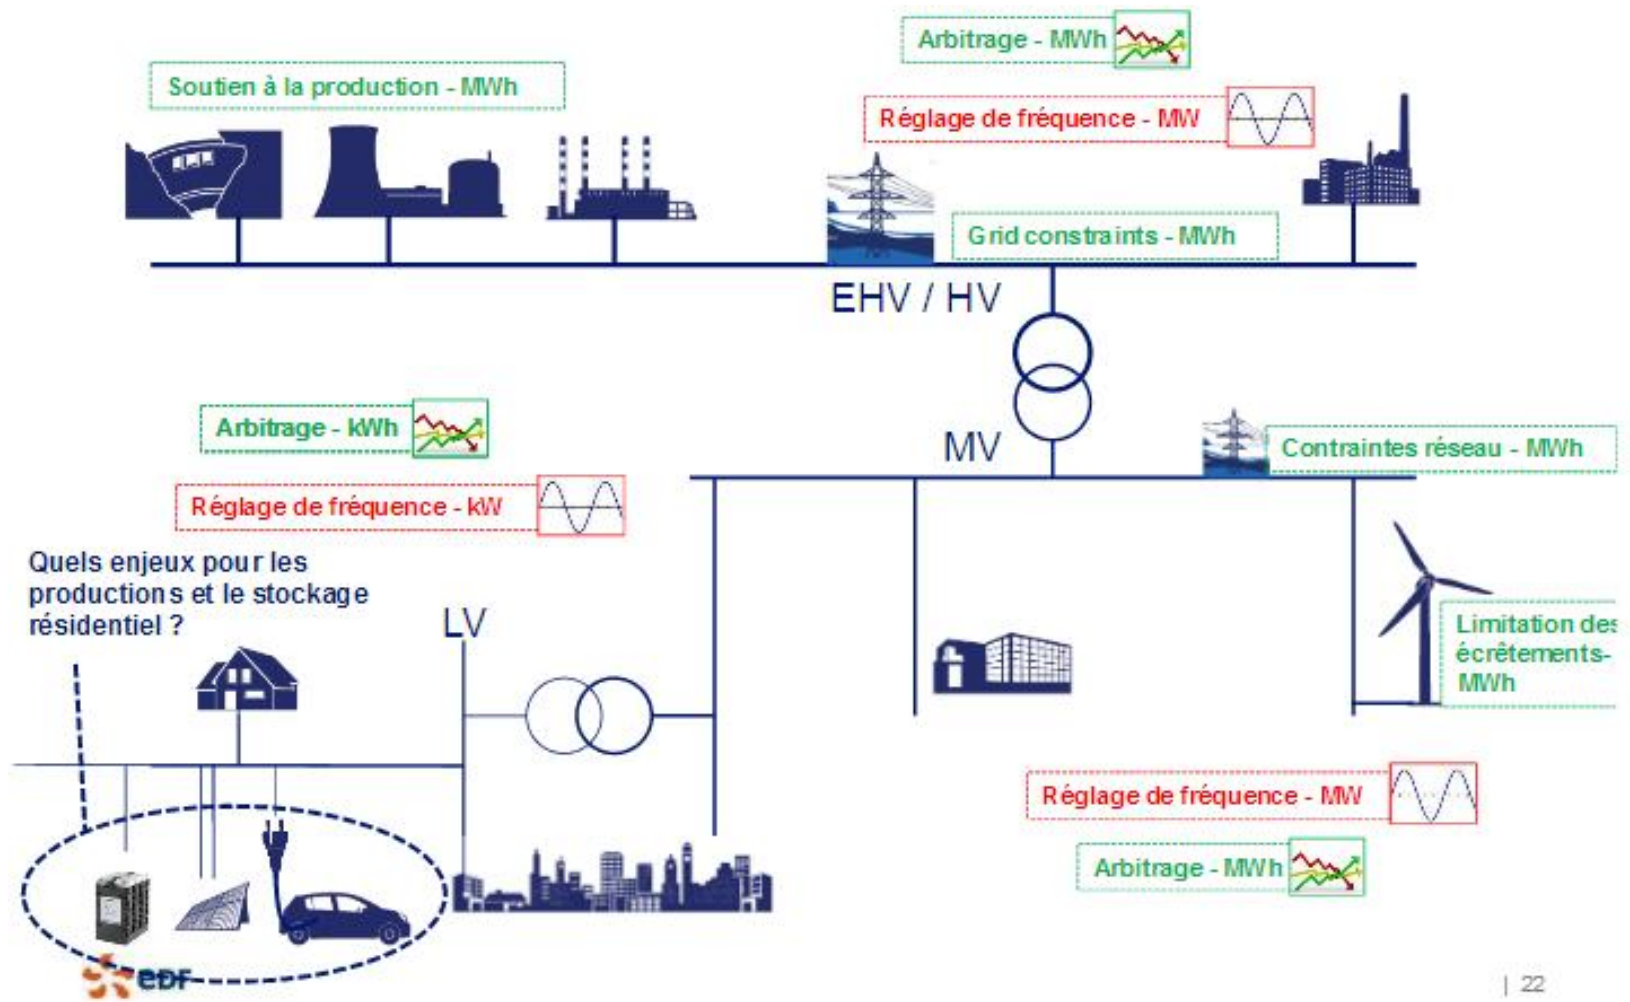 Arbitrage - MWh
Soutien à la production - MWh
Réglage de fréquence - MW
Grid constraints - MWh
EHV / HV
Arbitrage - kWh
MV
Contraintes réseau - MWh
Réglage de fréquence - kW
Quels enjeux pour les
productions et le stockage
résidentiel ?
LV
Limitation des
écrêtements-
MWh
Réglage de fréquence - MW
Arbitrage - MWh
eDF
| 22